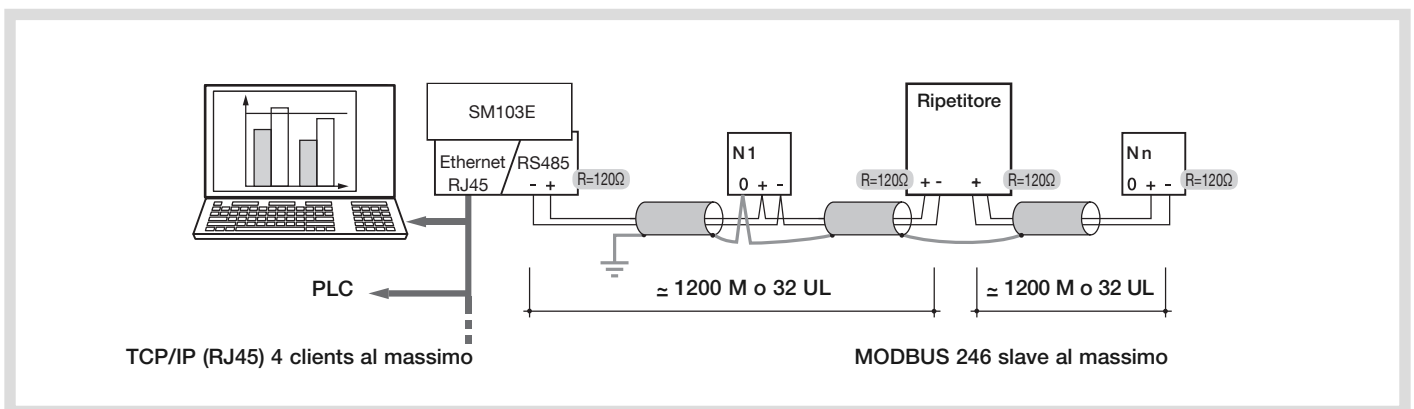 SM103E
Ethernet
RJ45
RS485
- +
R=120Ω
N1
0 + -
Ripetitore
R=120Ω
+ -
+
R=120Ω
Nn
0 + -
R=120Ω
PLC
≃ 1200 M o 32 UL
≃ 1200 M o 32 UL
TCP/IP (RJ45) 4 clients al massimo
MODBUS 246 slave al massimo